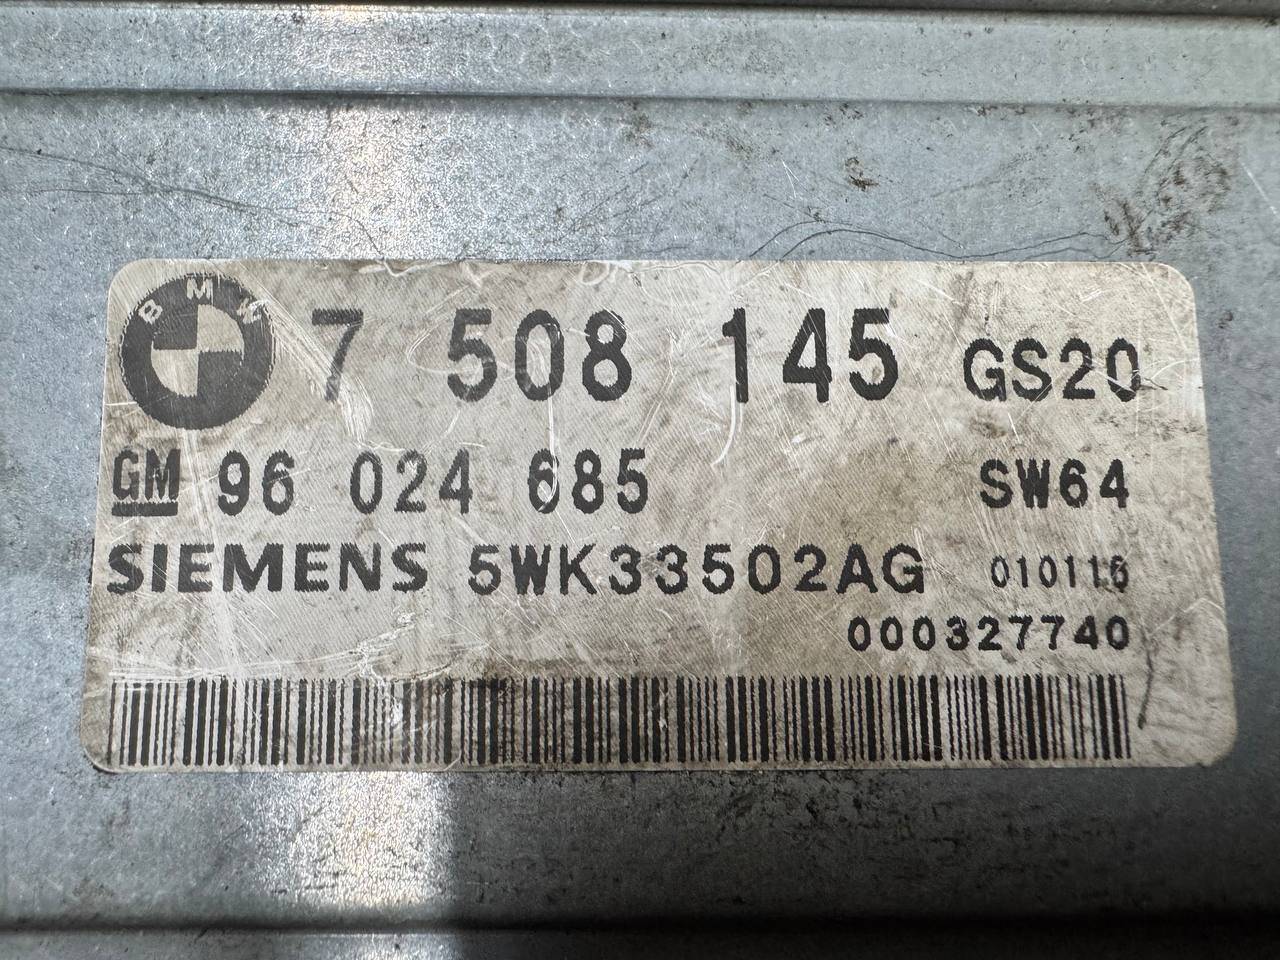 BMW 7 508 145 GS20
GM 96 024 685 SW64
SIEMENS 5WK33502AG 010116
000327740